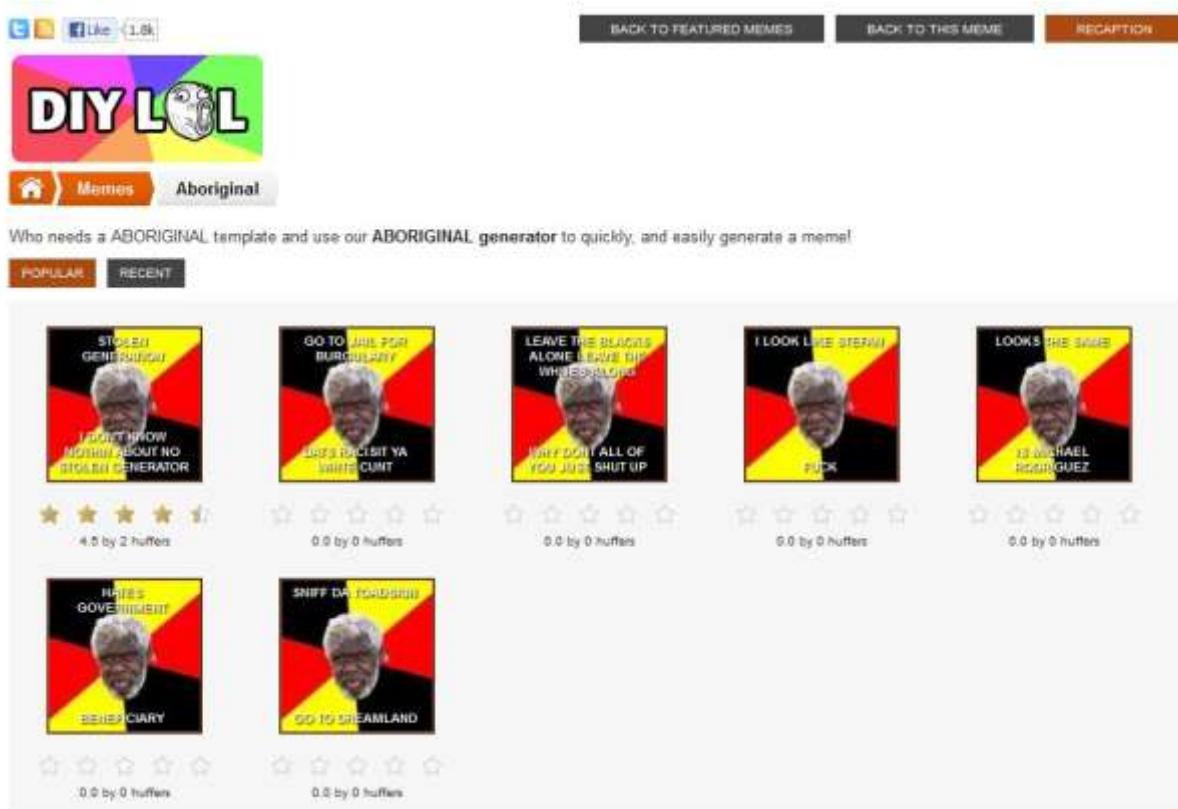 Like 1.8k
BACK TO FEATURED MEMES
BACK TO THIS MEME
RECAPTION
DIY LOL
Memes
Aboriginal
Who needs a ABORIGINAL template and use our ABORIGINAL generator to quickly, and easily generate a meme!
POPULAR
RECENT
STOLEN
GENERATION
I DON'T KNOW
NOTHIN ABOUT NO
STOLEN GENERATOR
4.5 by 2 huffers
GO TO JAIL FOR
BURGULARY
DATS RACISIT YA
WHITE CUNT
0.0 by 0 huffers
LEAVE THE BLACKS
ALONE LEAVE THE
WHITES ALONG
WHY DONT ALL OF
YOU JUST SHUT UP
0.0 by 0 huffers
I LOOK LIKE STEFAN
FUCK
0.0 by 0 huffers
LOOKS THE SAME
IS MICHAEL
RODRIGUEZ
0.0 by 0 huffers
HATES
GOVERNMENT
BENEFICIARY
0.0 by 0 huffers
SNIFF DA TOADSIGN
GO TO DREAMLAND
0.0 by 0 huffers